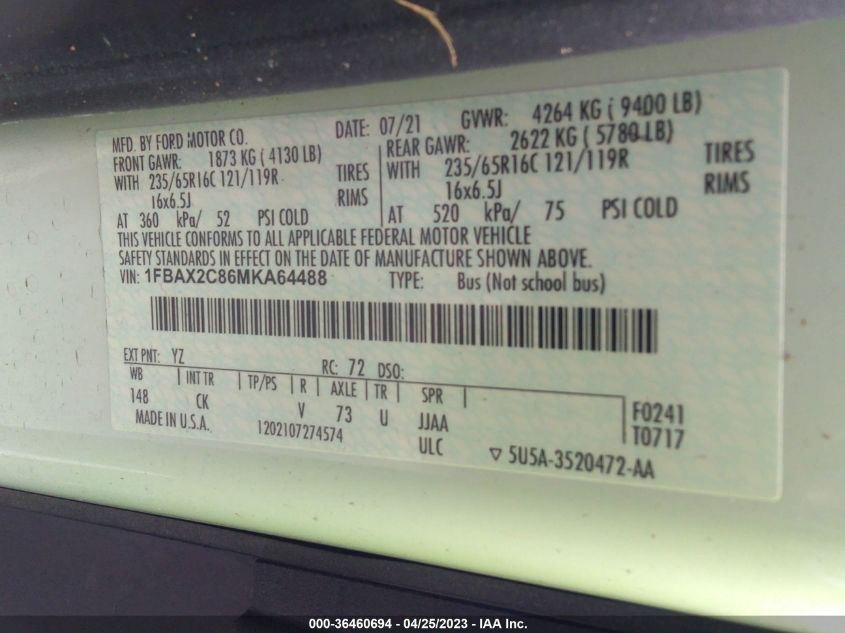 MFD. BY FORD MOTOR CO. DATE: 07/21 GVWR: 4264 KG ( 9400 LB)
FRONT GAWR: 1873 KG ( 4130 LB) REAR GAWR: 2622 KG ( 5780 LB)
WITH 235/65R16C 121/119R TIRES WITH 235/65R16C 121/119R TIRES
16x6.5J RIMS 16x6.5J RIMS
AT 360 kPa/ 52 PSI COLD AT 520 kPa/ 75 PSI COLD
THIS VEHICLE CONFORMS TO ALL APPLICABLE FEDERAL MOTOR VEHICLE
SAFETY STANDARDS IN EFFECT ON THE DATE OF MANUFACTURE SHOWN ABOVE.
VIN: 1FBAX2C86MKA64488 TYPE: Bus (Not school bus)
EXT PNT: YZ RC: 72 DSO:
WB INT TR TP/PS R AXLE TR SPR
148 CK V 73 U JJAA F0241
MADE IN U.S.A. 1202107274574 ULC T0717
▽ 5U5A-3520472-AA
000-36460694 - 04/25/2023 - IAA Inc.